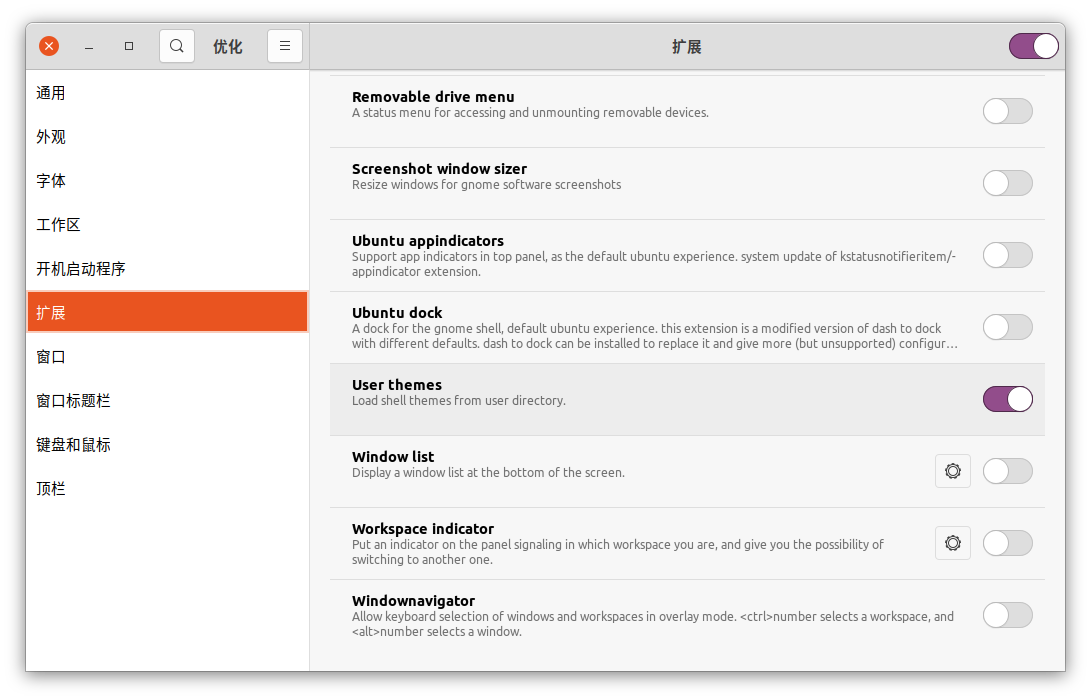 优化
扩展
通用
外观
字体
工作区
开机启动程序
扩展
窗口
窗口标题栏
键盘和鼠标
顶栏
Removable drive menu
A status menu for accessing and unmounting removable devices.
Screenshot window sizer
Resize windows for gnome software screenshots
Ubuntu appindicators
Support app indicators in top panel, as the default ubuntu experience. system update of kstatusnotifieritem/-
appindicator extension.
Ubuntu dock
A dock for the gnome shell, default ubuntu experience. this extension is a modified version of dash to dock
with different defaults. dash to dock can be installed to replace it and give more (but unsupported) configur…
User themes
Load shell themes from user directory.
Window list
Display a window list at the bottom of the screen.
Workspace indicator
Put an indicator on the panel signaling in which workspace you are, and give you the possibility of
switching to another one.
Windownavigator
Allow keyboard selection of windows and workspaces in overlay mode. <ctrl>number selects a workspace, and
<alt>number selects a window.